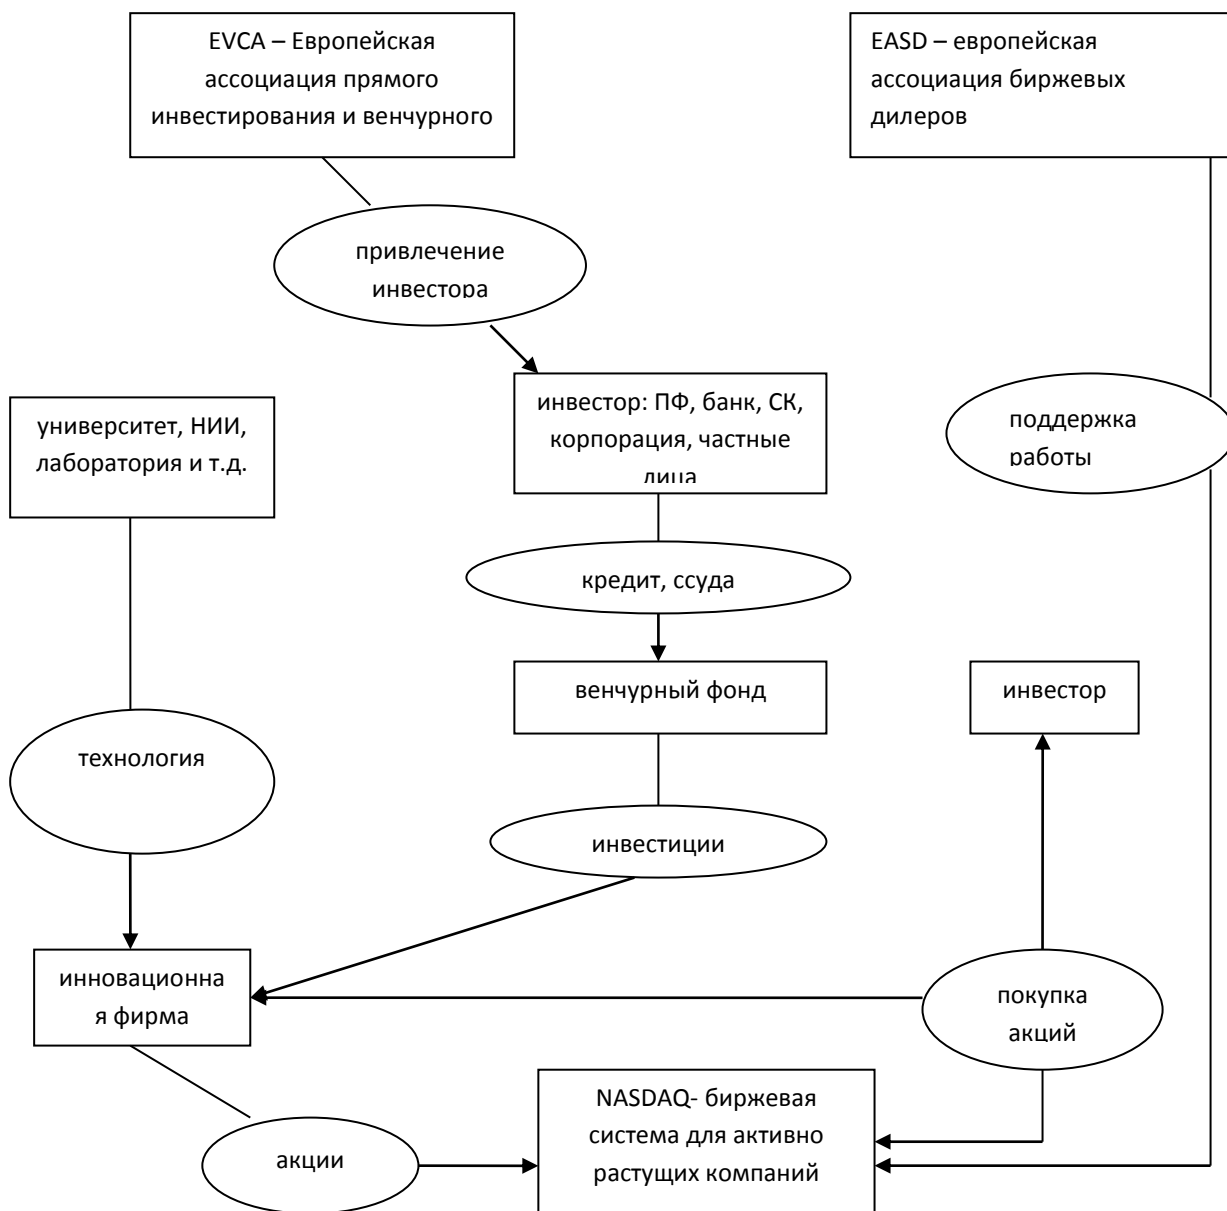 EVCA – Европейская
ассоциация прямого
инвестирования и венчурного
EASD – европейская
ассоциация биржевых
дилеров
привлечение
инвестора
инвестор: ПФ, банк, СК,
корпорация, частные
лица
университет, НИИ,
лаборатория и т.д.
поддержка
работы
кредит, ссуда
венчурный фонд
инвестор
технология
инвестиции
инновационна
я фирма
покупка
акций
NASDAQ- биржевая
система для активно
растущих компаний
акции